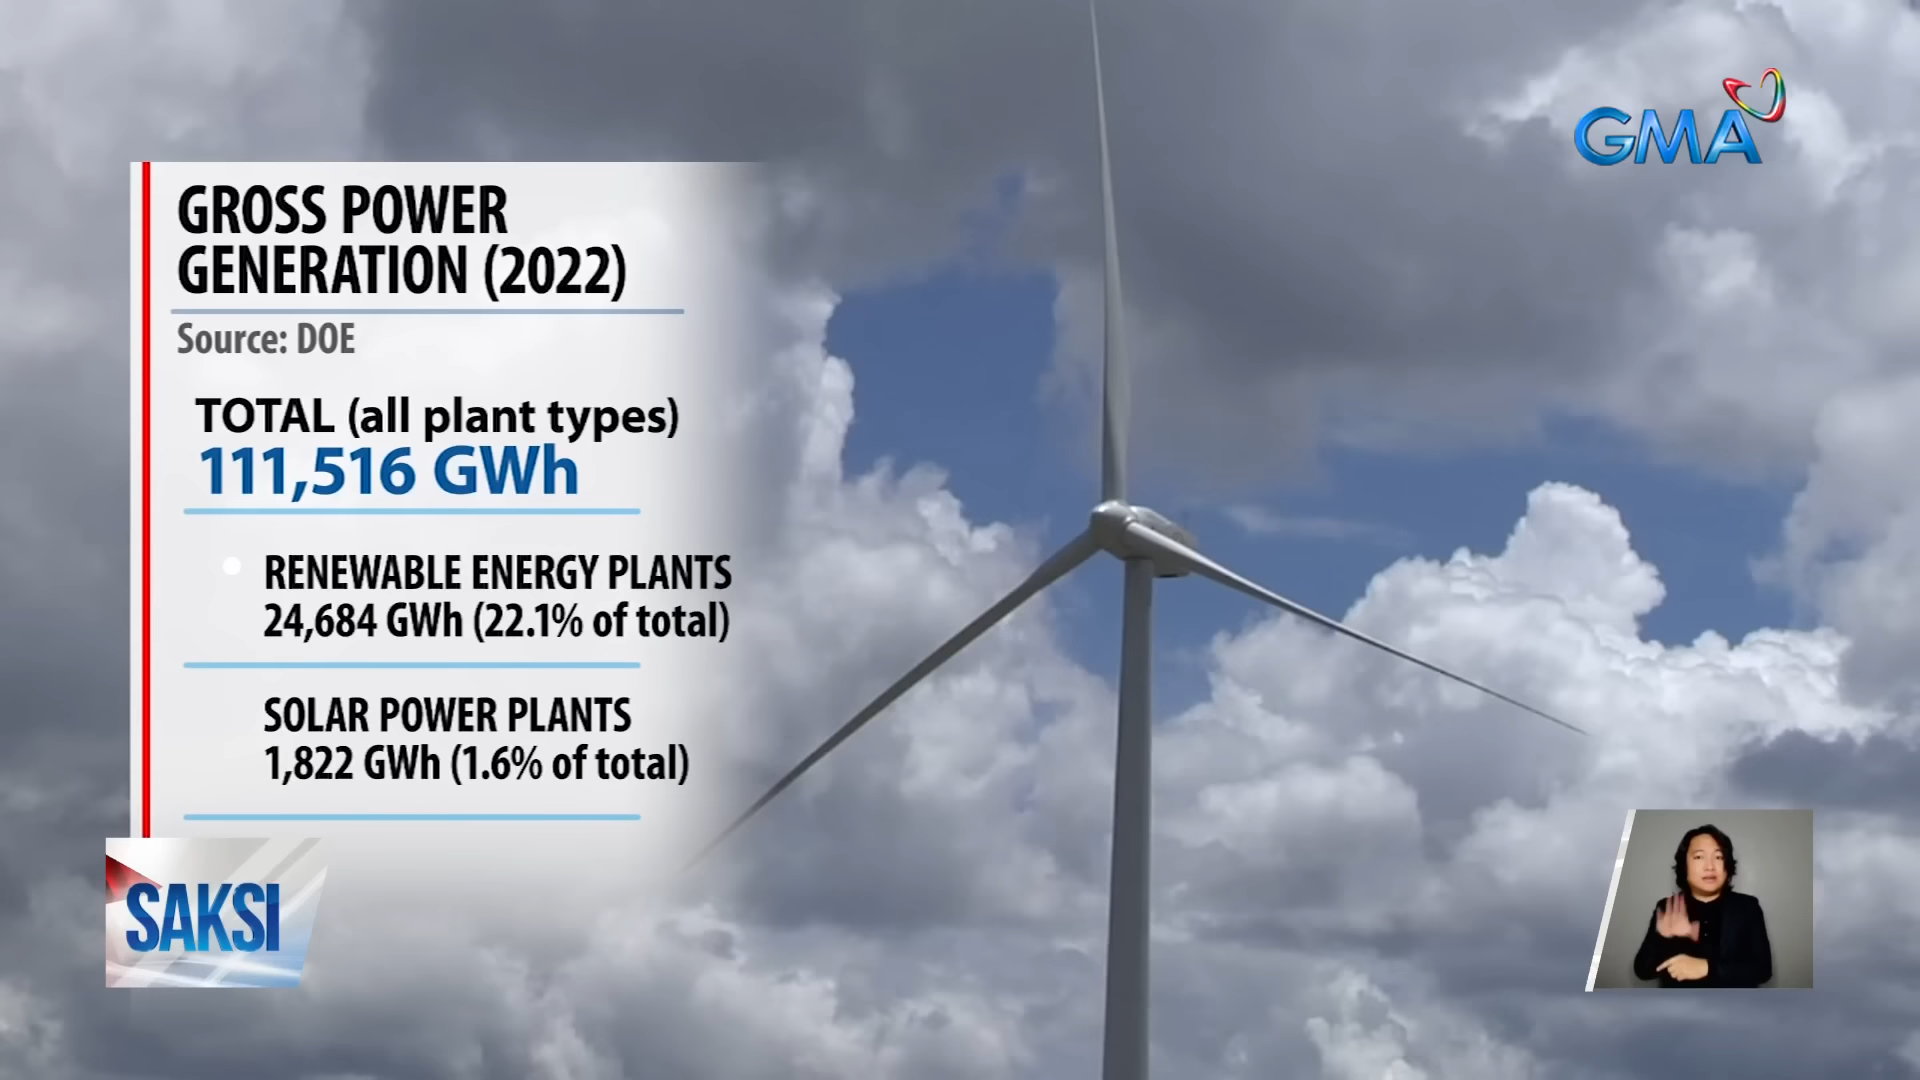 GMA
GROSS POWER
GENERATION (2022)
Source: DOE
TOTAL (all plant types)
111,516 GWh
RENEWABLE ENERGY PLANTS
24,684 GWh (22.1% of total)
SOLAR POWER PLANTS
1,822 GWh (1.6% of total)
SAKSI